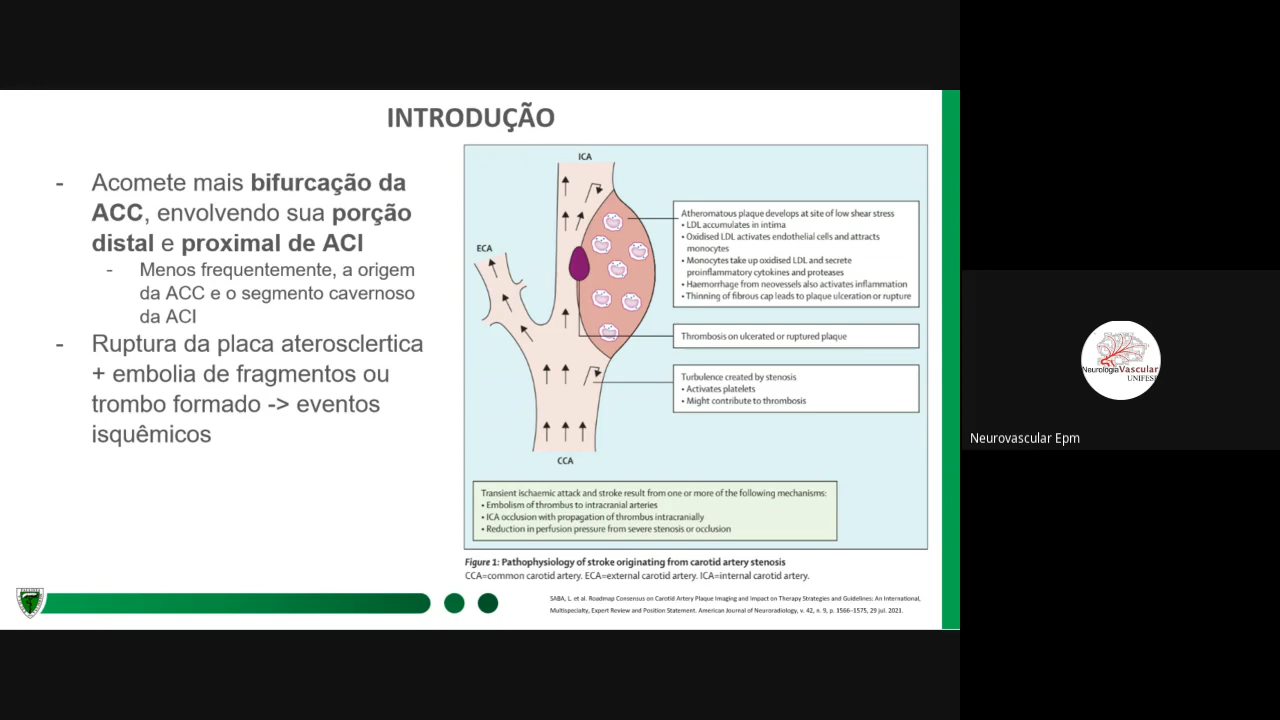 INTRODUÇÃO
- Acomete mais bifurcação da
ACC, envolvendo sua porção
distal e proximal de ACI
- Menos frequentemente, a origem
da ACC e o segmento cavernoso
da ACI
- Ruptura da placa aterosclertica
+ embolia de fragmentos ou
trombo formado -> eventos
isquêmicos
ICA
ECA
CCA
Atheromatous plaque develops at site of low shear stress
• LDL accumulates in intima
• Oxidised LDL activates endothelial cells and attracts
monocytes
• Monocytes take up oxidised LDL and secrete
proinflammatory cytokines and proteases
• Haemorrhage from neovessels also activates inflammation
• Thinning of fibrous cap leads to plaque ulceration or rupture
Thrombosis on ulcerated or ruptured plaque
Turbulence created by stenosis
• Activates platelets
• Might contribute to thrombosis
Transient ischaemic attack and stroke result from one or more of the following mechanisms:
• Embolism of thrombus to intracranial arteries
• ICA occlusion with propagation of thrombus intracranially
• Reduction in perfusion pressure from severe stenosis or occlusion
Figure 1: Pathophysiology of stroke originating from carotid artery stenosis
CCA=common carotid artery. ECA=external carotid artery. ICA=internal carotid artery.
SABA, L. et al. Roadmap Consensus on Carotid Artery Plaque Imaging and Impact on Therapy Strategies and Guidelines: An International,
Multispecialty, Expert Review and Position Statement. American Journal of Neuroradiology, v. 42, n. 9, p. 1566–1575, 29 jul. 2021.
Neurologia Vascular
UNIFESP
Neurovascular Epm